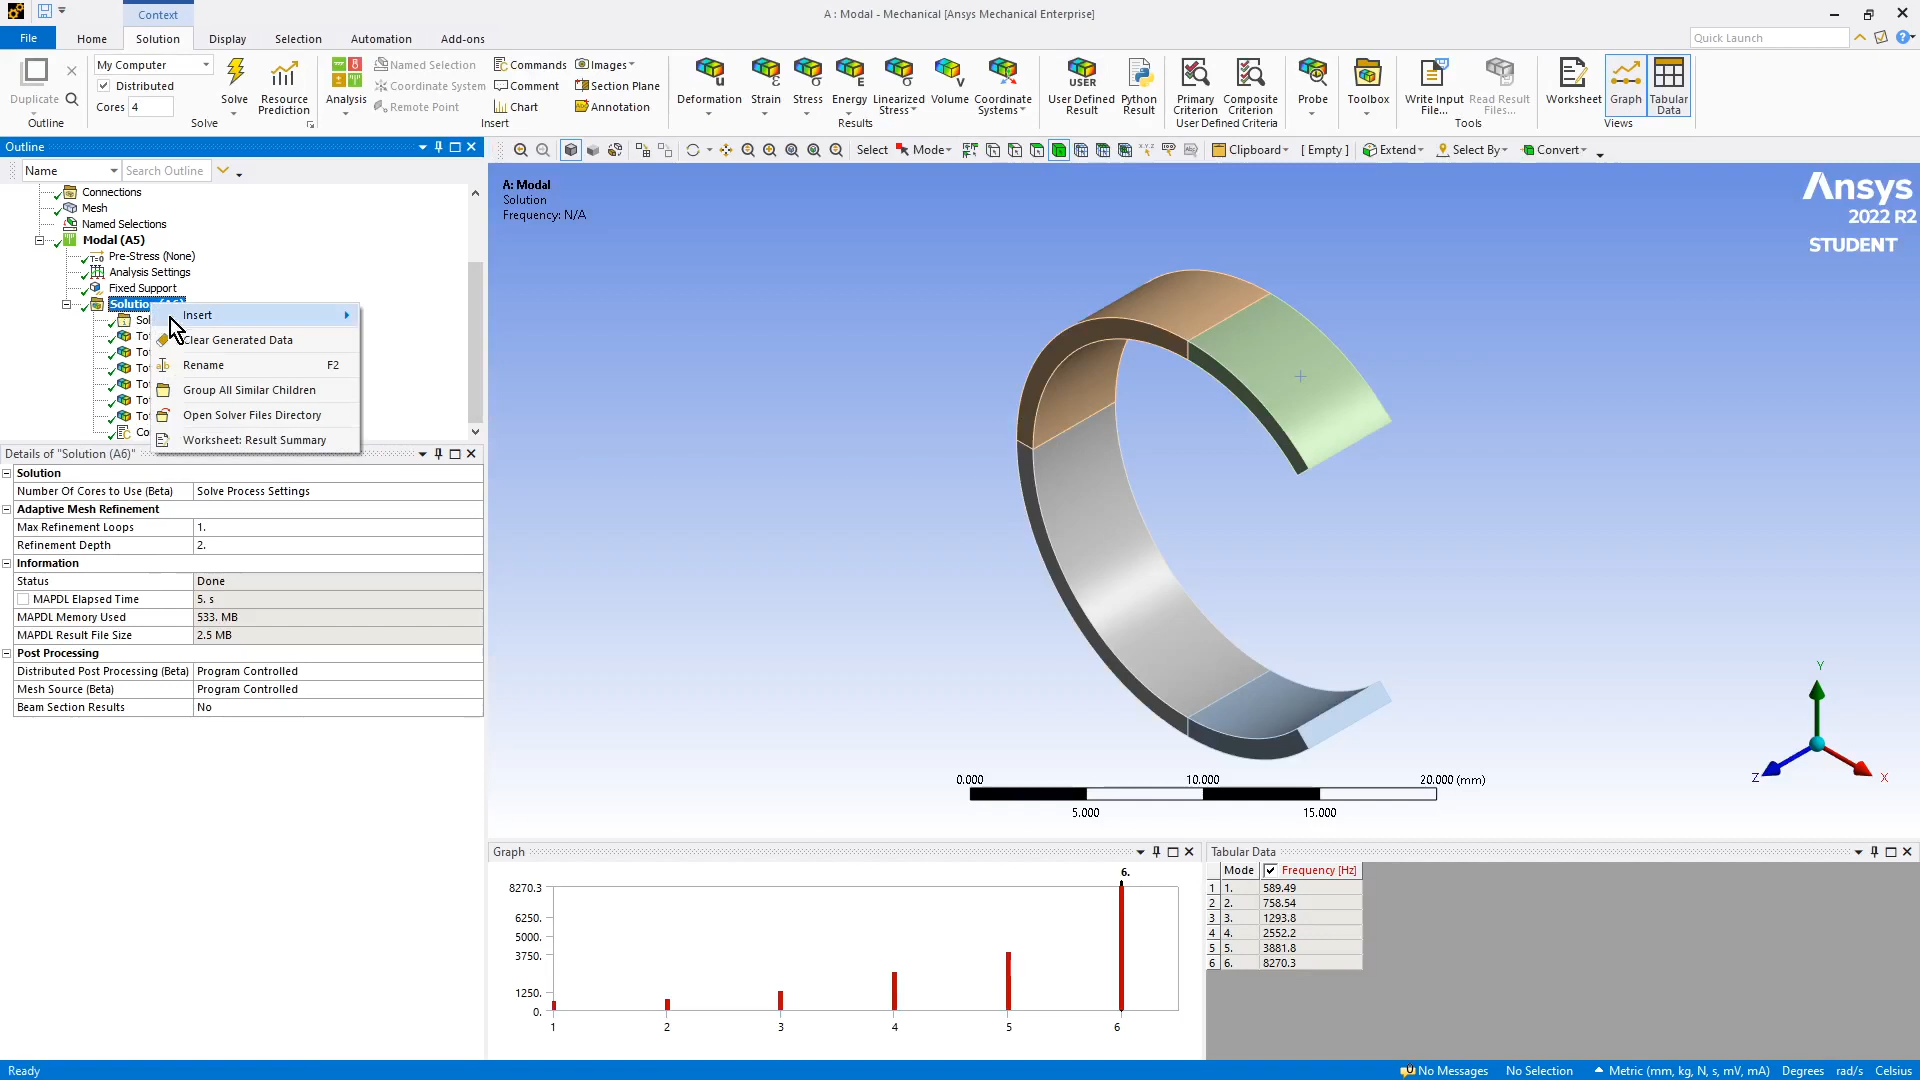 Context
A : Modal - Mechanical [Ansys Mechanical Enterprise]
File
Home
Solution
Display
Selection
Automation
Add-ons
Quick Launch
Duplicate
Outline
My Computer
Distributed
Cores 4
Solve
Resource
Prediction
Solve
Analysis
Named Selection
Coordinate System
Remote Point
Commands
Comment
Chart
Images
Section Plane
Annotation
Insert
Deformation
Strain
Stress
Energy
Linearized
Stress
Volume
Coordinate
Systems
Results
USER
User Defined
Result
Python
Result
Primary
Criterion
Composite
Criterion
User Defined Criteria
Probe
Toolbox
Write Input
File...
Read Result
Files...
Tools
Worksheet
Graph
Tabular
Data
Views
Outline
Name
Search Outline
Select
Mode
Clipboard
[ Empty ]
Extend
Select By
Convert
Connections
Mesh
Named Selections
Modal (A5)
Pre-Stress (None)
Analysis Settings
Fixed Support
Solution
Sol
Tot
Tot
Tot
Tot
Tot
Tot
Co
Insert
Clear Generated Data
Rename F2
Group All Similar Children
Open Solver Files Directory
Worksheet: Result Summary
Details of "Solution (A6)"
Solution
Number Of Cores to Use (Beta) Solve Process Settings
Adaptive Mesh Refinement
Max Refinement Loops 1.
Refinement Depth 2.
Information
Status Done
MAPDL Elapsed Time 5. s
MAPDL Memory Used 533. MB
MAPDL Result File Size 2.5 MB
Post Processing
Distributed Post Processing (Beta) Program Controlled
Mesh Source (Beta) Program Controlled
Beam Section Results No
A: Modal
Solution
Frequency: N/A
Ansys
2022 R2
STUDENT
Y
Z
X
0.000 10.000 20.000 (mm)
5.000 15.000
Graph
6.
8270.3
6250.
5000.
3750.
1250.
0.
1 2 3 4 5 6
Tabular Data
Mode Frequency [Hz]
1 1. 589.49
2 2. 758.54
3 3. 1293.8
4 4. 2552.2
5 5. 3881.8
6 6. 8270.3
Ready
No Messages
No Selection
Metric (mm, kg, N, s, mV, mA)
Degrees
rad/s
Celsius